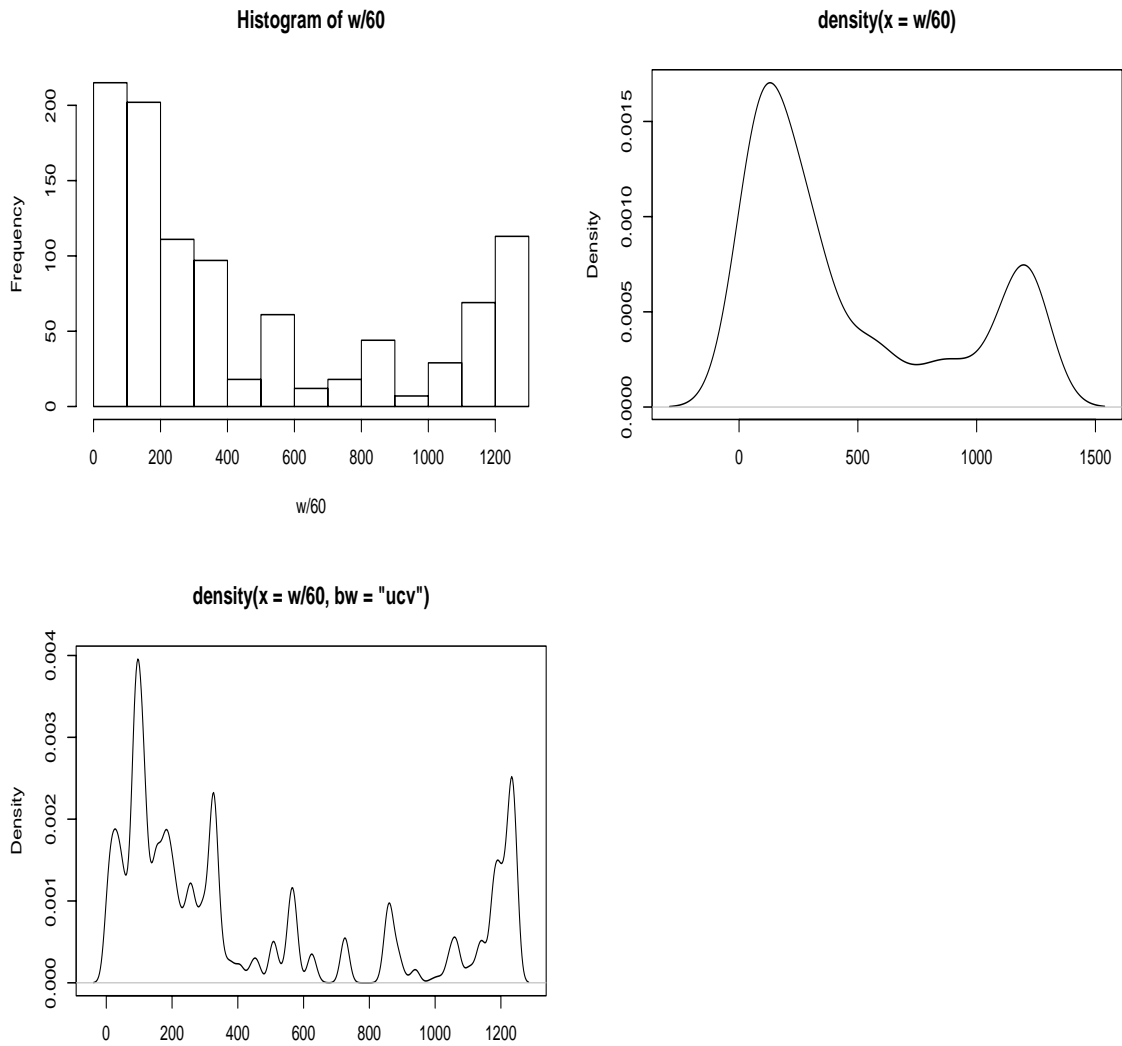 Histogram of w/60
Frequency
200
150
100
50
0
0 200 400 600 800 1000 1200
w/60
density(x = w/60)
Density
0.0015
0.0010
0.0005
0.0000
0 500 1000 1500
density(x = w/60, bw = "ucv")
Density
0.004
0.003
0.002
0.001
0.000
0 200 400 600 800 1000 1200